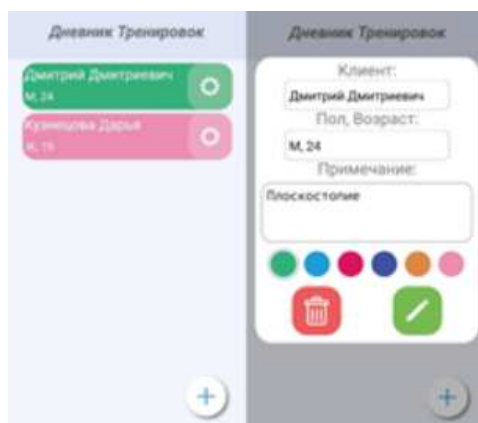 Дневник Тренировок
Дмитрий Дмитриевич
М, 24
Кузнецова Дарья
Ж, 19
Дневник Тренировок
Клиент:
Дмитрий Дмитриевич
Пол, Возраст:
М, 24
Примечание:
Плоскостопие